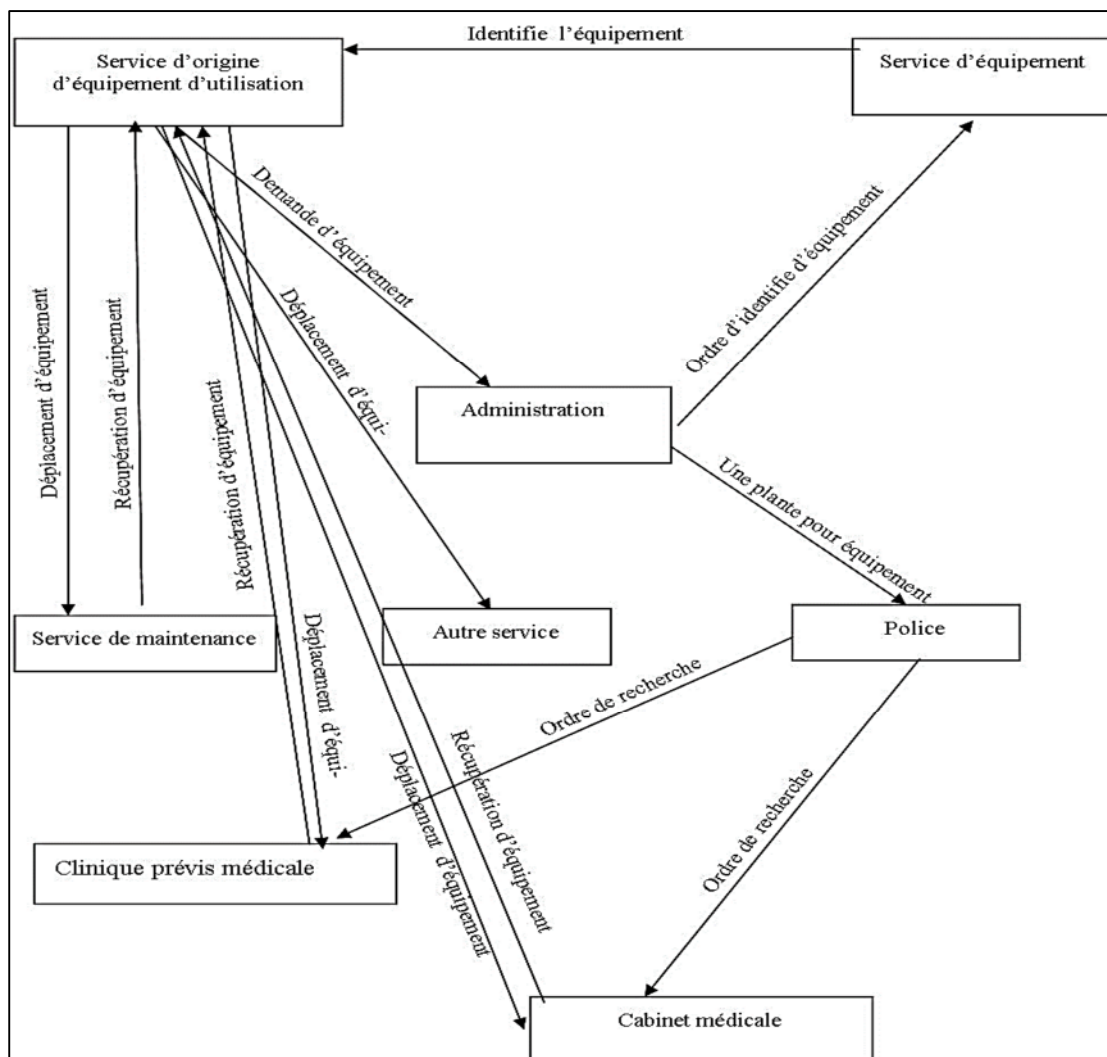 Identifie l'équipement
Service d'origine
d'équipement d'utilisation
Service d'équipement
Demande d'équipement
Ordre d'identifie d'équipement
Déplacement d'équi-
Déplacement d'équipement
Récupération d'équipement
Récupération d'équipement
Administration
Une plante pour équipement
Service de maintenance
Autre service
Police
Déplacement d'équi-
Ordre de recherche
Déplacement d'équipement
Récupération d'équipement
Ordre de recherche
Clinique prévis médicale
Cabinet médicale